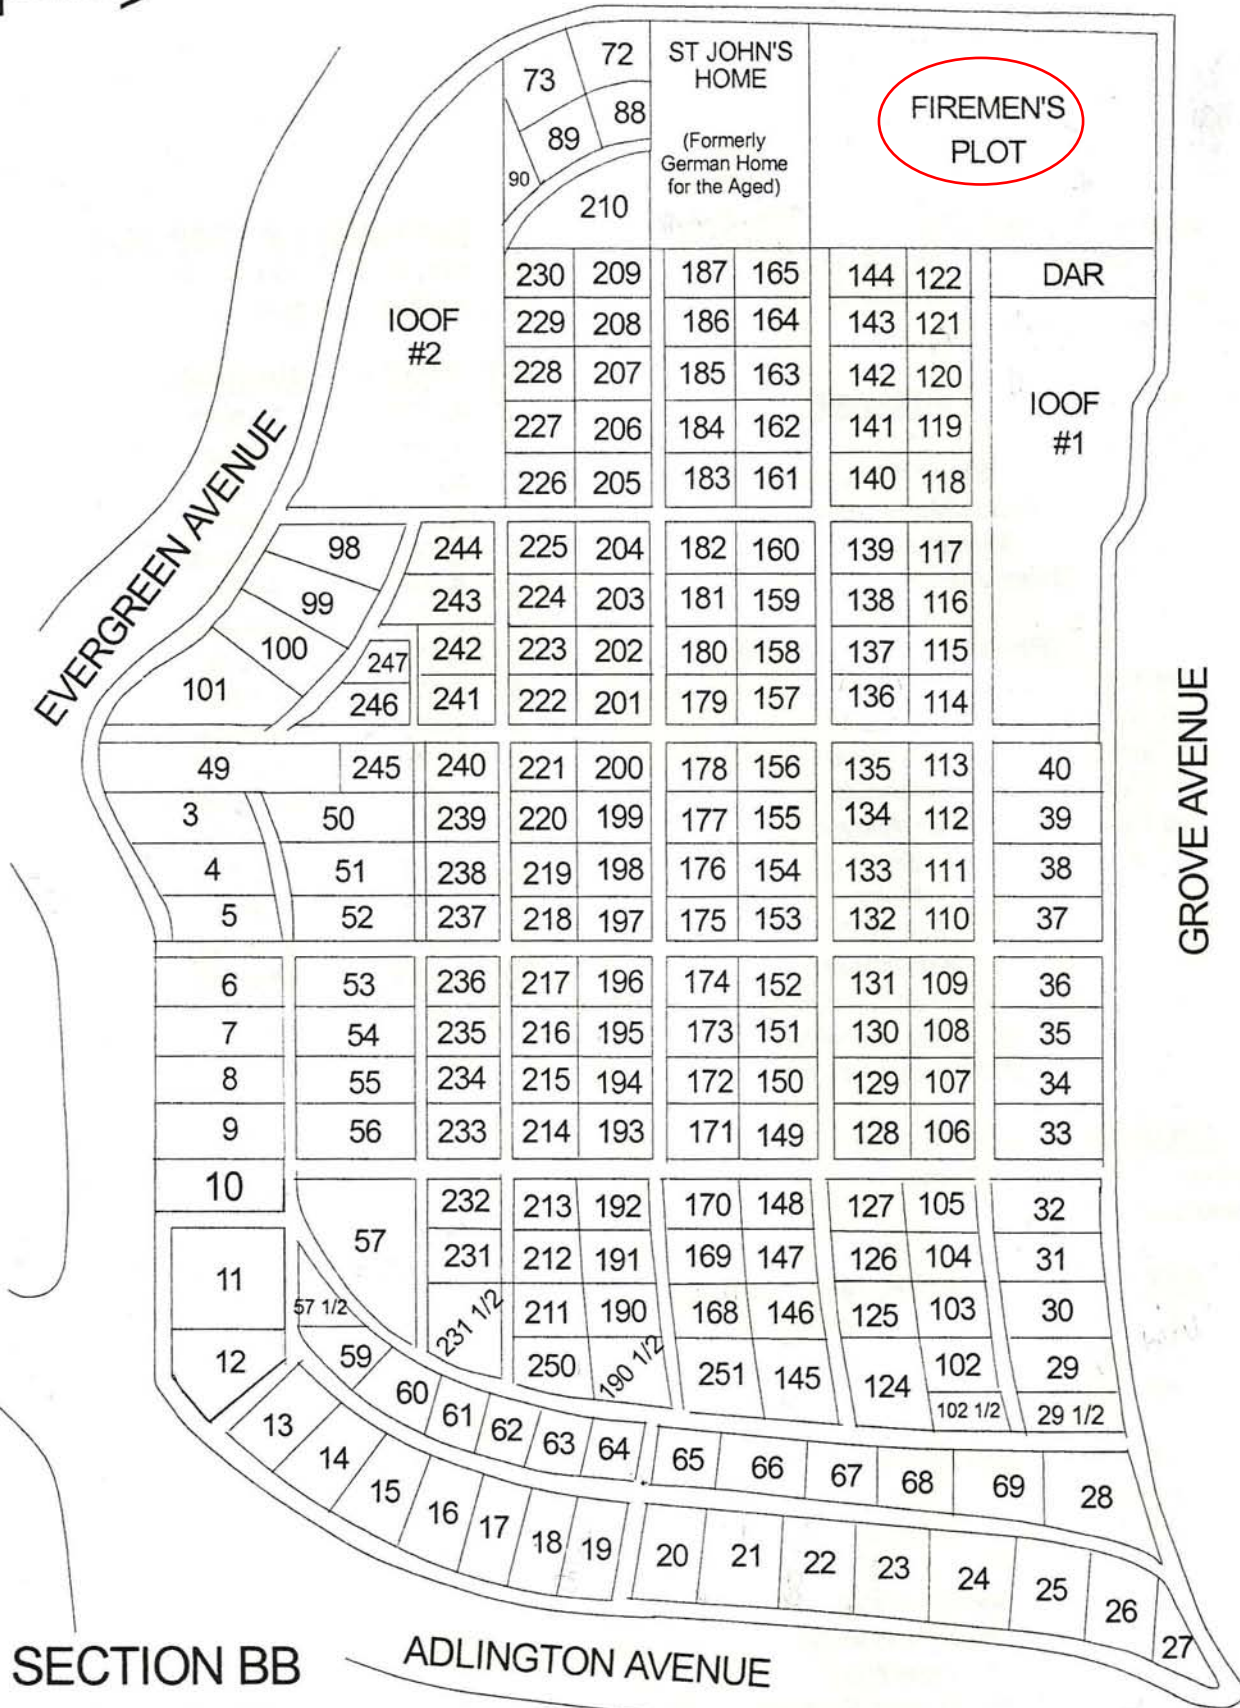 72 ST JOHN'S HOME
73 FIREMEN'S PLOT
88
89 (Formerly German Home for the Aged)
90
210
230 209 187 165 144 122 DAR
IOOF #2 229 208 186 164 143 121
228 207 185 163 142 120 IOOF #1
227 206 184 162 141 119
226 205 183 161 140 118
EVERGREEN AVENUE
98 244 225 204 182 160 139 117
99 243 224 203 181 159 138 116
100 247 242 223 202 180 158 137 115
101 246 241 222 201 179 157 136 114
GROVE AVENUE
49 245 240 221 200 178 156 135 113 40
3 50 239 220 199 177 155 134 112 39
4 51 238 219 198 176 154 133 111 38
5 52 237 218 197 175 153 132 110 37
6 53 236 217 196 174 152 131 109 36
7 54 235 216 195 173 151 130 108 35
8 55 234 215 194 172 150 129 107 34
9 56 233 214 193 171 149 128 106 33
10 232 213 192 170 148 127 105 32
57 231 212 191 169 147 126 104 31
11 57 1/2 231 1/2 211 190 168 146 125 103 30
12 59 250 190 1/2 251 145 124 102 29
102 1/2 29 1/2
60 61 62 63 64 65 66 67 68 69 28
13 14 15 16 17 18 19 20 21 22 23 24 25 26 27
SECTION BB
ADLINGTON AVENUE